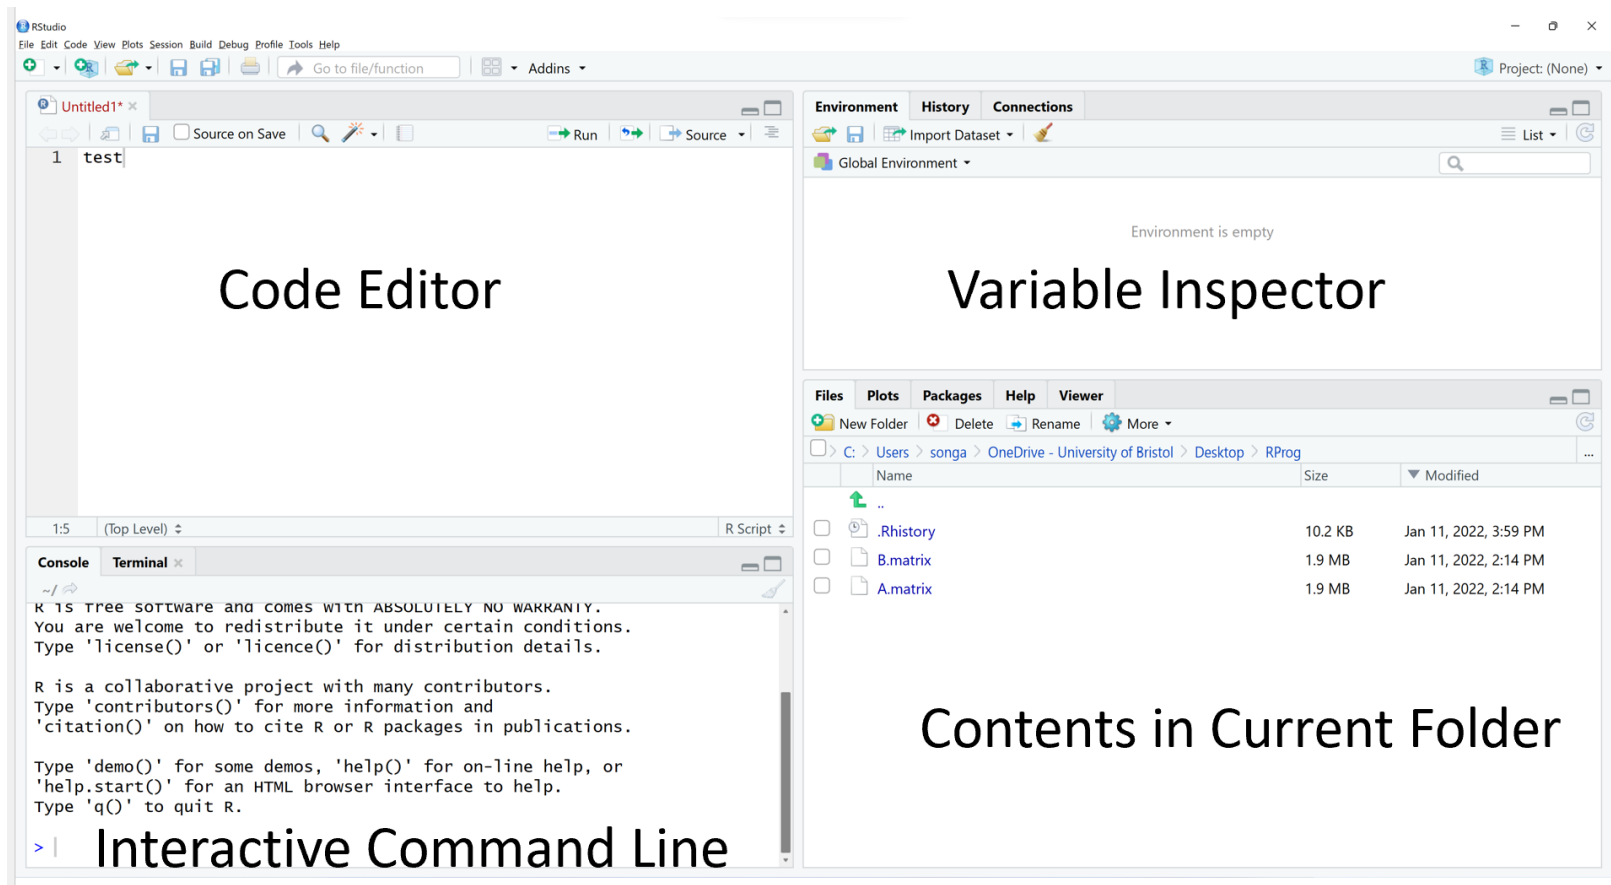 RStudio
File Edit Code View Plots Session Build Debug Profile Tools Help
Go to file/function Addins Project: (None)
Untitled1*
Source on Save Run Source
1 test
Code Editor
1:5 (Top Level) R Script
Console Terminal
~/
R is free software and comes with ABSOLUTELY NO WARRANTY.
You are welcome to redistribute it under certain conditions.
Type 'license()' or 'licence()' for distribution details.
R is a collaborative project with many contributors.
Type 'contributors()' for more information and
'citation()' on how to cite R or R packages in publications.
Type 'demo()' for some demos, 'help()' for on-line help, or
'help.start()' for an HTML browser interface to help.
Type 'q()' to quit R.
>
Interactive Command Line
Environment History Connections
Import Dataset List
Global Environment
Environment is empty
Variable Inspector
Files Plots Packages Help Viewer
New Folder Delete Rename More
C: > Users > songa > OneDrive - University of Bristol > Desktop > RProg ...
Name Size Modified
..
.Rhistory 10.2 KB Jan 11, 2022, 3:59 PM
B.matrix 1.9 MB Jan 11, 2022, 2:14 PM
A.matrix 1.9 MB Jan 11, 2022, 2:14 PM
Contents in Current Folder